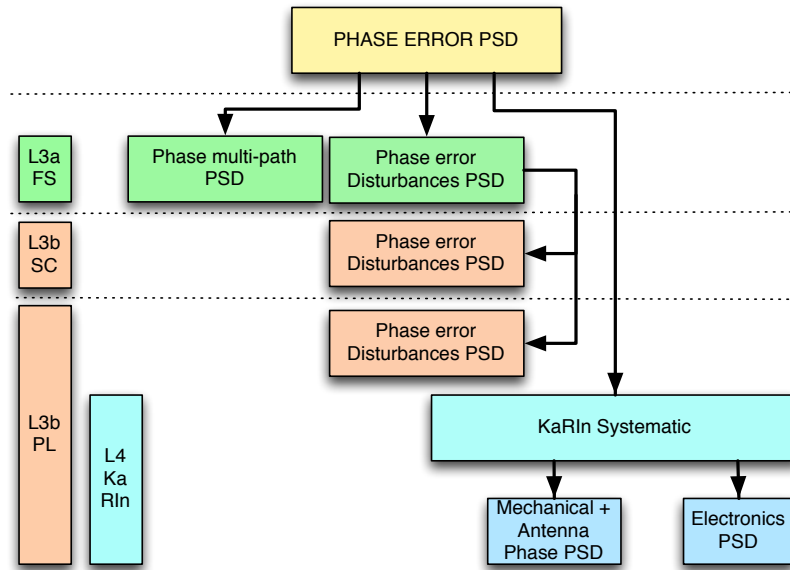 PHASE ERROR PSD
L3a
FS
Phase multi-path
PSD
Phase error
Disturbances PSD
L3b
SC
Phase error
Disturbances PSD
L3b
PL
Phase error
Disturbances PSD
L4
Ka
RIn
KaRIn Systematic
Mechanical +
Antenna
Phase PSD
Electronics
PSD